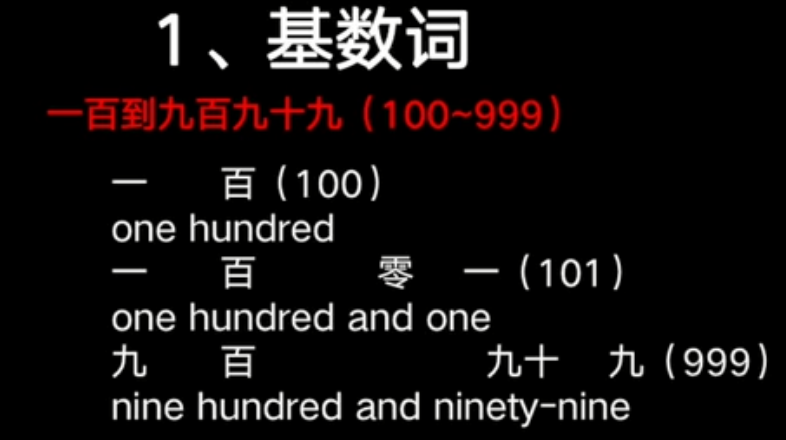 1、基数词
一百到九百九十九（100~999）
一 百（100）
one hundred
一 百 零 一（101）
one hundred and one
九 百 九十 九（999）
nine hundred and ninety-nine